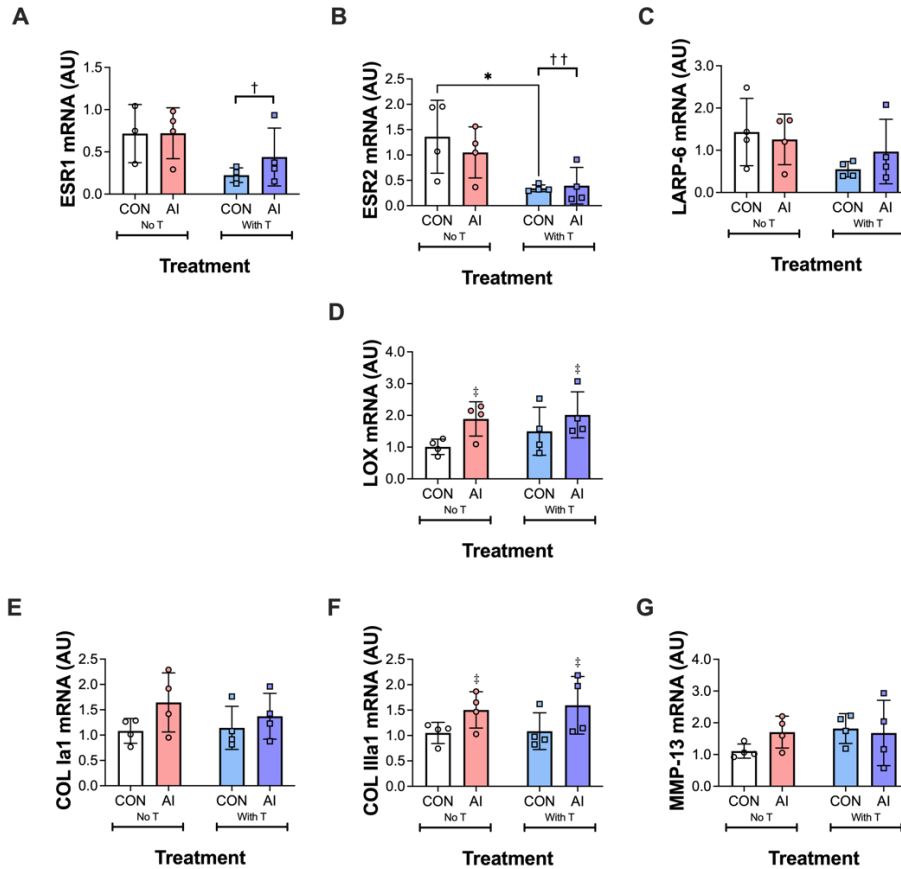 A
ESR1 mRNA (AU)
1.5
1.0
0.5
0.0
†
CON AI CON AI
No T With T
Treatment
B
ESR2 mRNA (AU)
2.5
2.0
1.5
1.0
0.5
0.0
*
††
CON AI CON AI
No T With T
Treatment
C
LARP-6 mRNA (AU)
3.0
2.0
1.0
0.0
CON AI CON AI
No T With T
Treatment
D
LOX mRNA (AU)
4.0
3.0
2.0
1.0
0.0
‡ ‡
CON AI CON AI
No T With T
Treatment
E
COL Ia1 mRNA (AU)
2.5
2.0
1.5
1.0
0.5
0.0
CON AI CON AI
No T With T
Treatment
F
COL IIIa1 mRNA (AU)
2.5
2.0
1.5
1.0
0.5
0.0
‡ ‡
CON AI CON AI
No T With T
Treatment
G
MMP-13 mRNA (AU)
4.0
3.0
2.0
1.0
0.0
CON AI CON AI
No T With T
Treatment